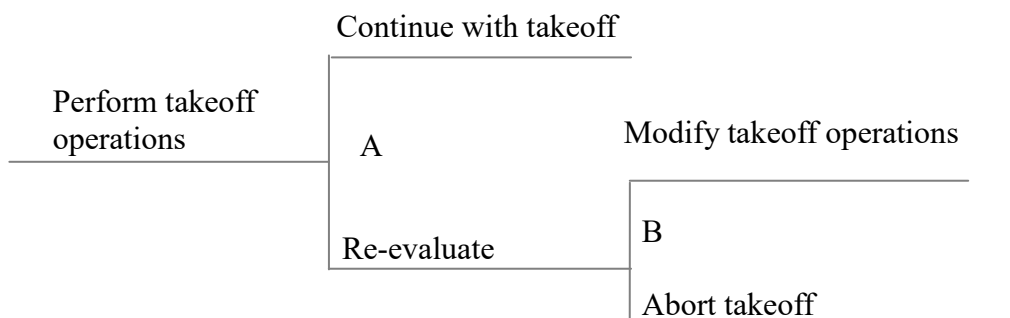 Continue with takeoff
Perform takeoff
operations
A
Modify takeoff operations
Re-evaluate
B
Abort takeoff